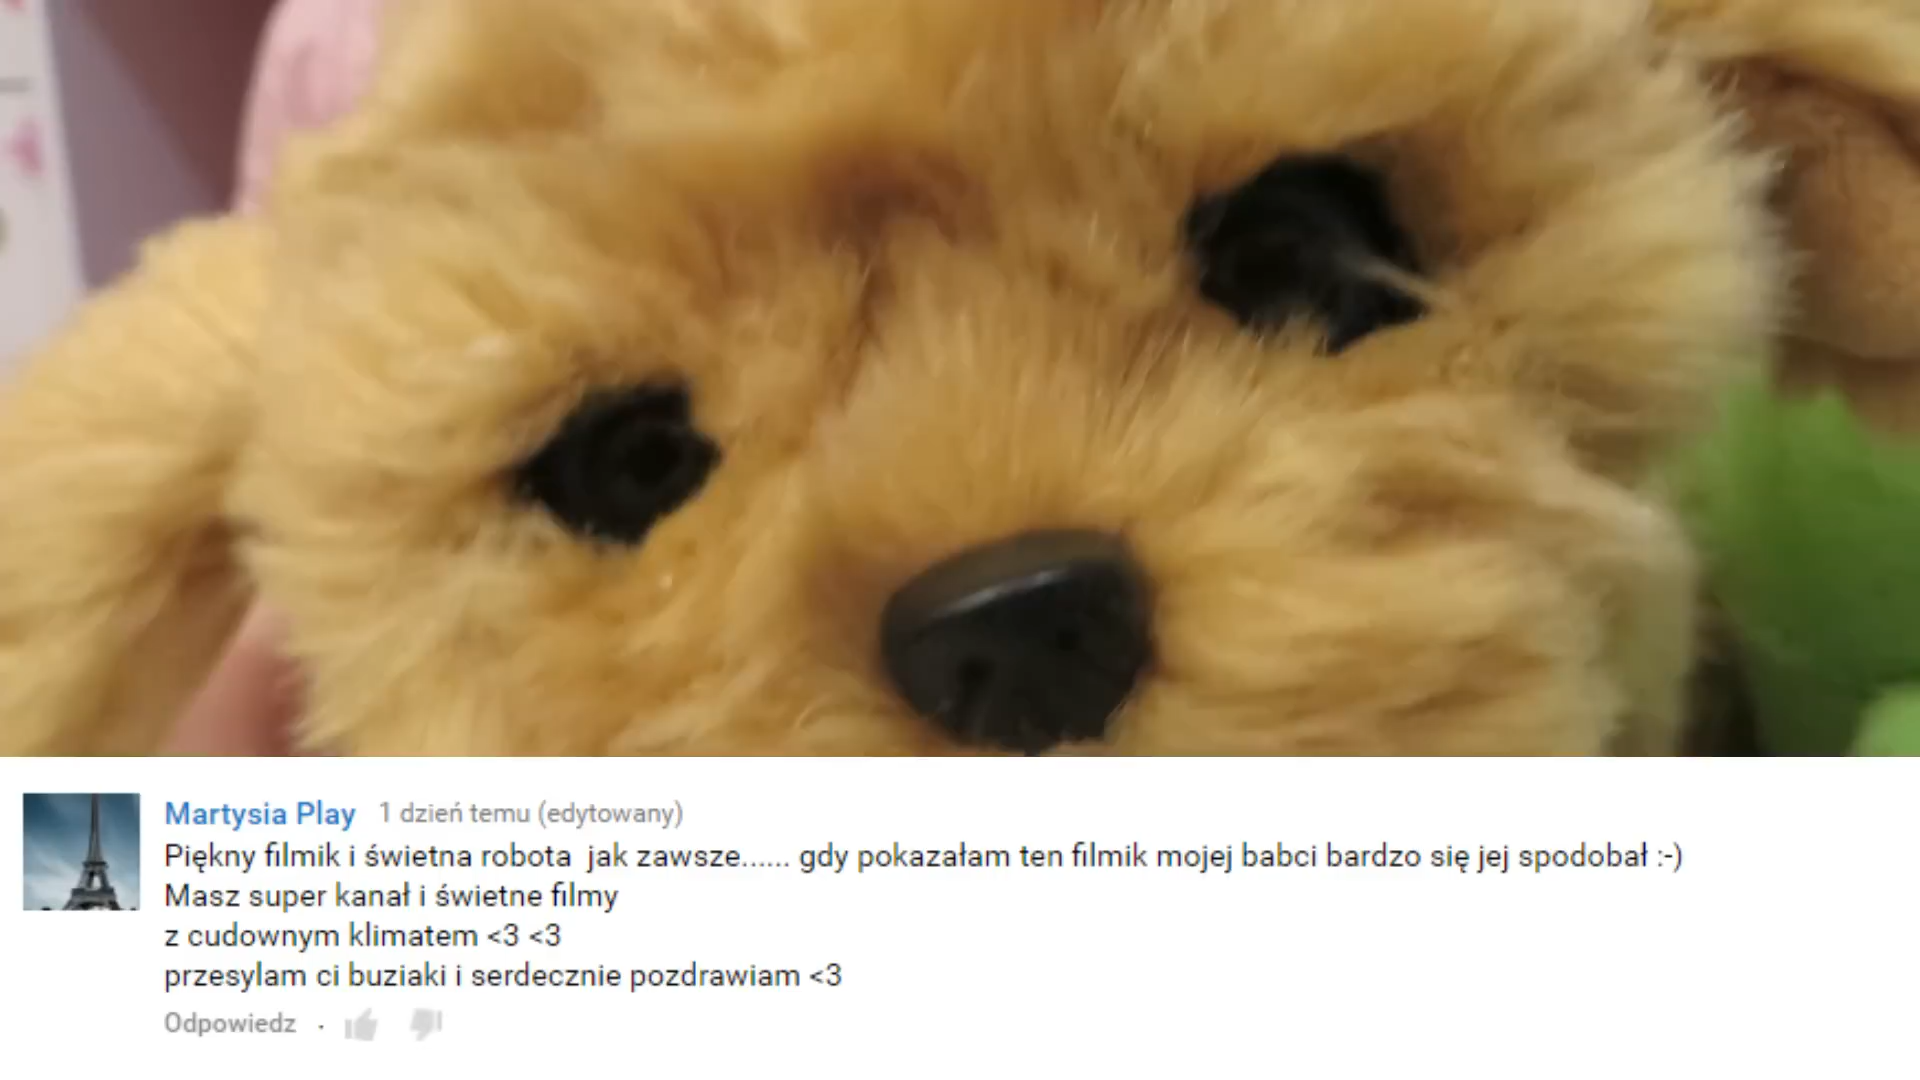 Martysia Play 1 dzień temu (edytowany)
Piękny filmik i świetna robota  jak zawsze...... gdy pokazałam ten filmik mojej babci bardzo się jej spodobał :-)
Masz super kanał i świetne filmy
z cudownym klimatem <3 <3
przesylam ci buziaki i serdecznie pozdrawiam <3
Odpowiedz